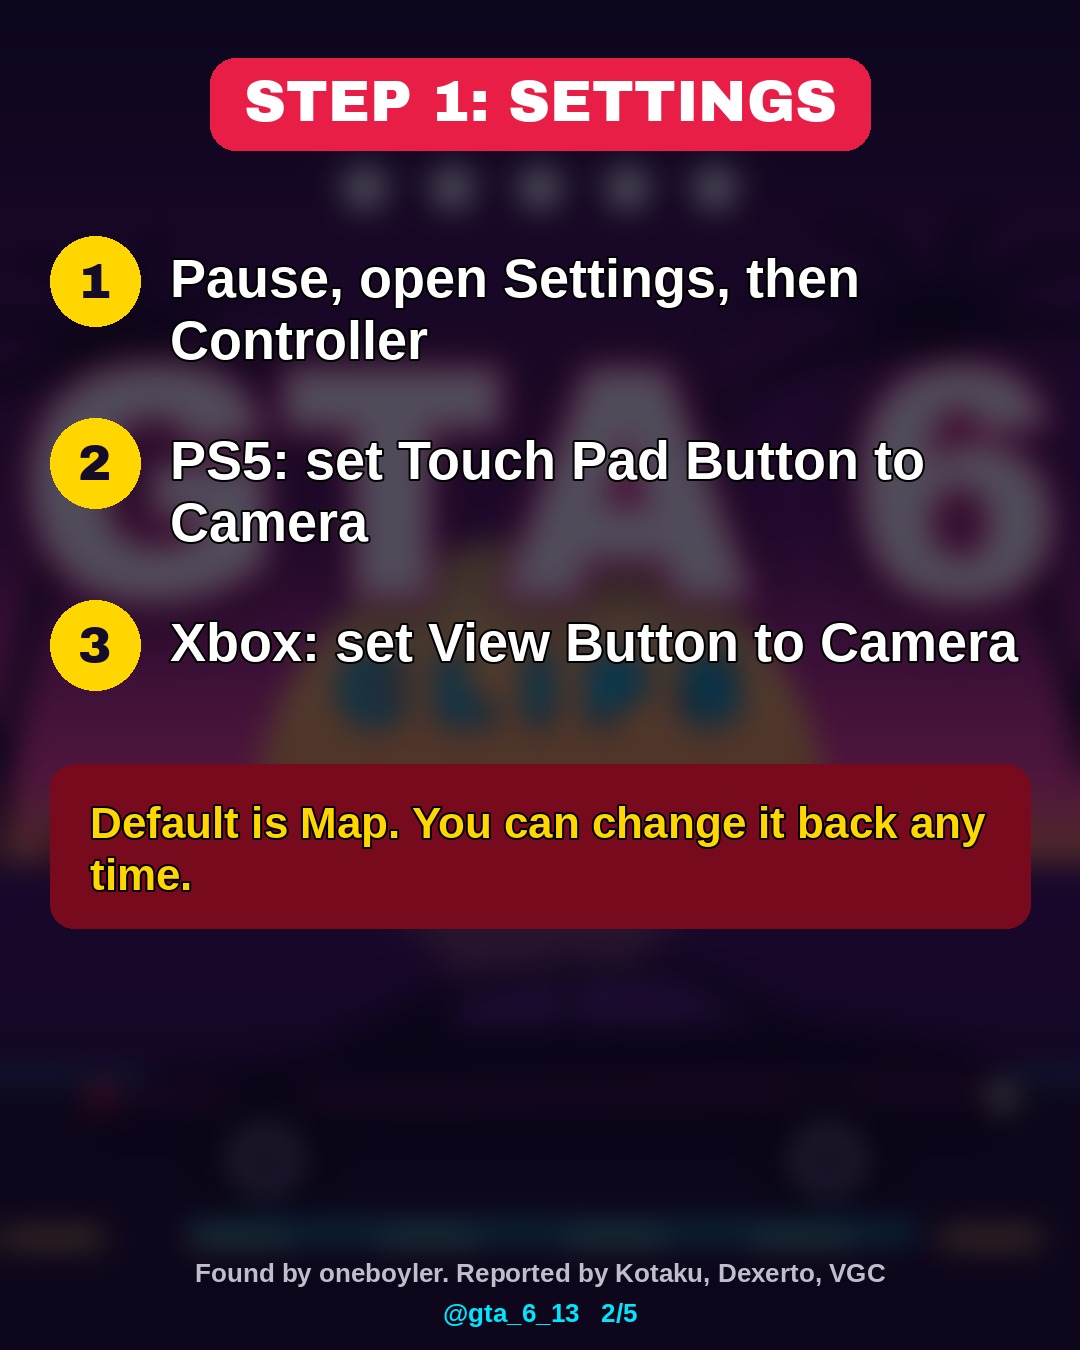 STEP 1: SETTINGS
1
Pause, open Settings, then
Controller
2
PS5: set Touch Pad Button to
Camera
3
Xbox: set View Button to Camera
GTA 6
Default is Map. You can change it back any
time.
Found by oneboyler. Reported by Kotaku, Dexerto, VGC
@gta_6_13 2/5